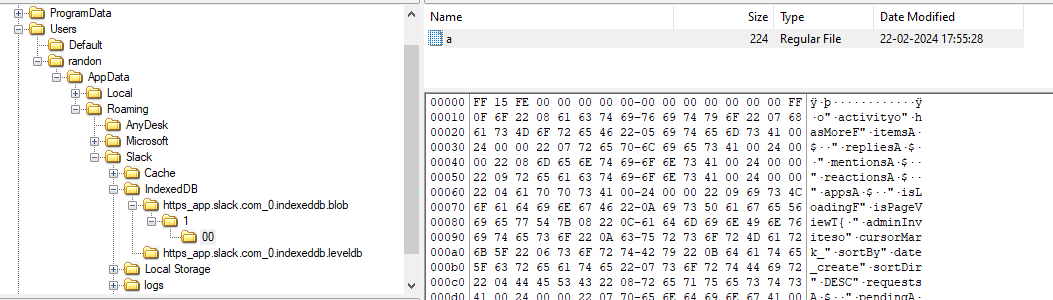 ProgramData
Users
Default
randon
AppData
Local
Roaming
AnyDesk
Microsoft
Slack
Cache
IndexedDB
https_app.slack.com_0.indexeddb.blob
1
00
https_app.slack.com_0.indexeddb.leveldb
Local Storage
logs
Name Size Type Date Modified
a 224 Regular File 22-02-2024 17:55:28
00000 FF 15 FE 00 00 00 00 00-00 00 00 00 00 00 00 FF ÿ·þ············ÿ
00010 0F 6F 22 08 61 63 74 69-76 69 74 79 6F 22 07 68 ·o"·activityo"·h
00020 61 73 4D 6F 72 65 46 22-05 69 74 65 6D 73 41 00 asMoreF"·itemsA·
00030 24 00 00 22 07 72 65 70-6C 69 65 73 41 00 24 00 $··"·repliesA·$·
00040 00 22 08 6D 65 6E 74 69-6F 6E 73 41 00 24 00 00 ·"·mentionsA·$··
00050 22 09 72 65 61 63 74 69-6F 6E 73 41 00 24 00 00 "·reactionsA·$··
00060 22 04 61 70 70 73 41 00-24 00 00 22 09 69 73 4C "·appsA·$··"·isL
00070 6F 61 64 69 6E 67 46 22-0A 69 73 50 61 67 65 56 oadingF"·isPageV
00080 69 65 77 54 7B 08 22 0C-61 64 6D 69 6E 49 6E 76 iewT{·"·adminInv
00090 69 74 65 73 6F 22 0A 63-75 72 73 6F 72 4D 61 72 iteso"·cursorMar
000a0 6B 5F 22 06 73 6F 72 74-42 79 22 0B 64 61 74 65 k_"·sortBy"·date
000b0 5F 63 72 65 61 74 65 22-07 73 6F 72 74 44 69 72 _create"·sortDir
000c0 22 04 44 45 53 43 22 08-72 65 71 75 65 73 74 73 "·DESC"·requests
000d0 41 00 24 00 00 22 07 70-65 6E 64 69 6E 67 41 00 A·$··"·pendingA·